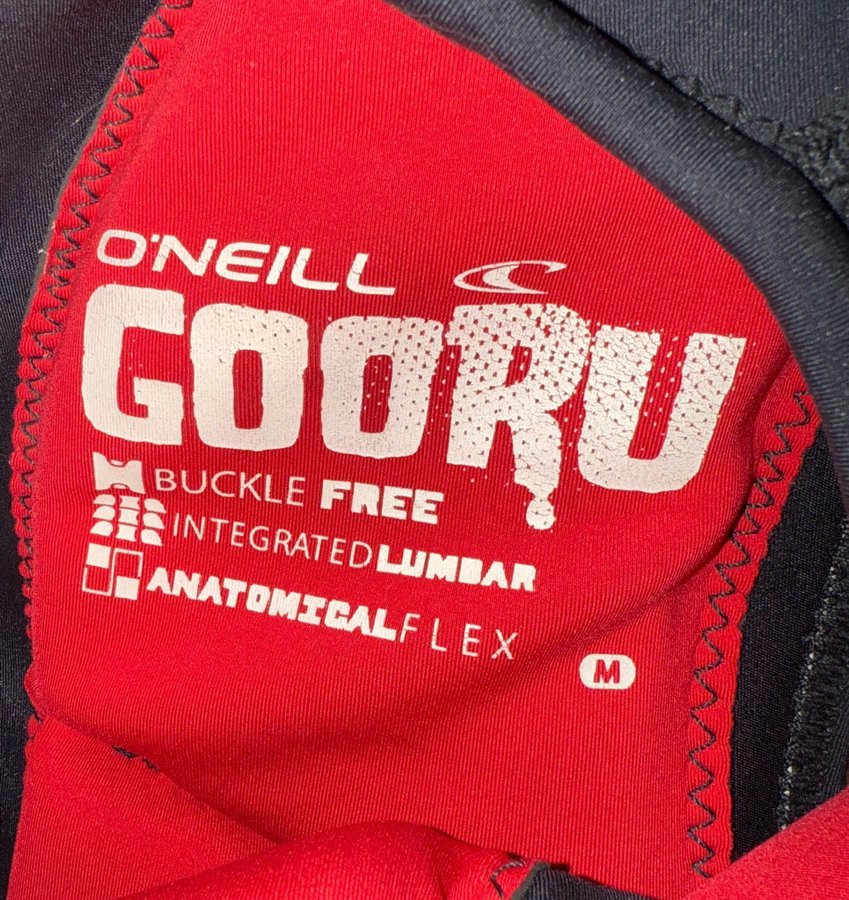 O'NEILL
GOORU
BUCKLE FREE
INTEGRATED LUMBAR
ANATOMICAL FLEX
M